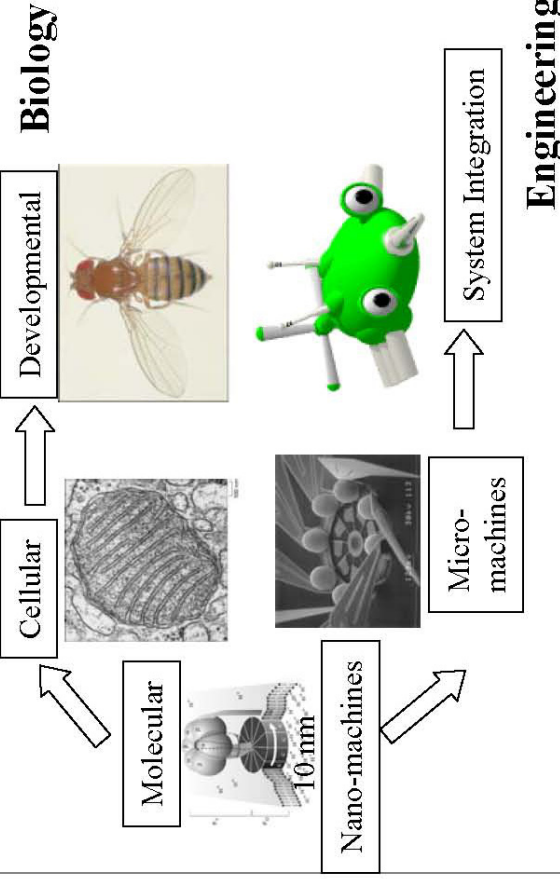 Biology
Developmental
Cellular
Molecular
10 nm
Nano-machines
Micro-
machines
System Integration
Engineering